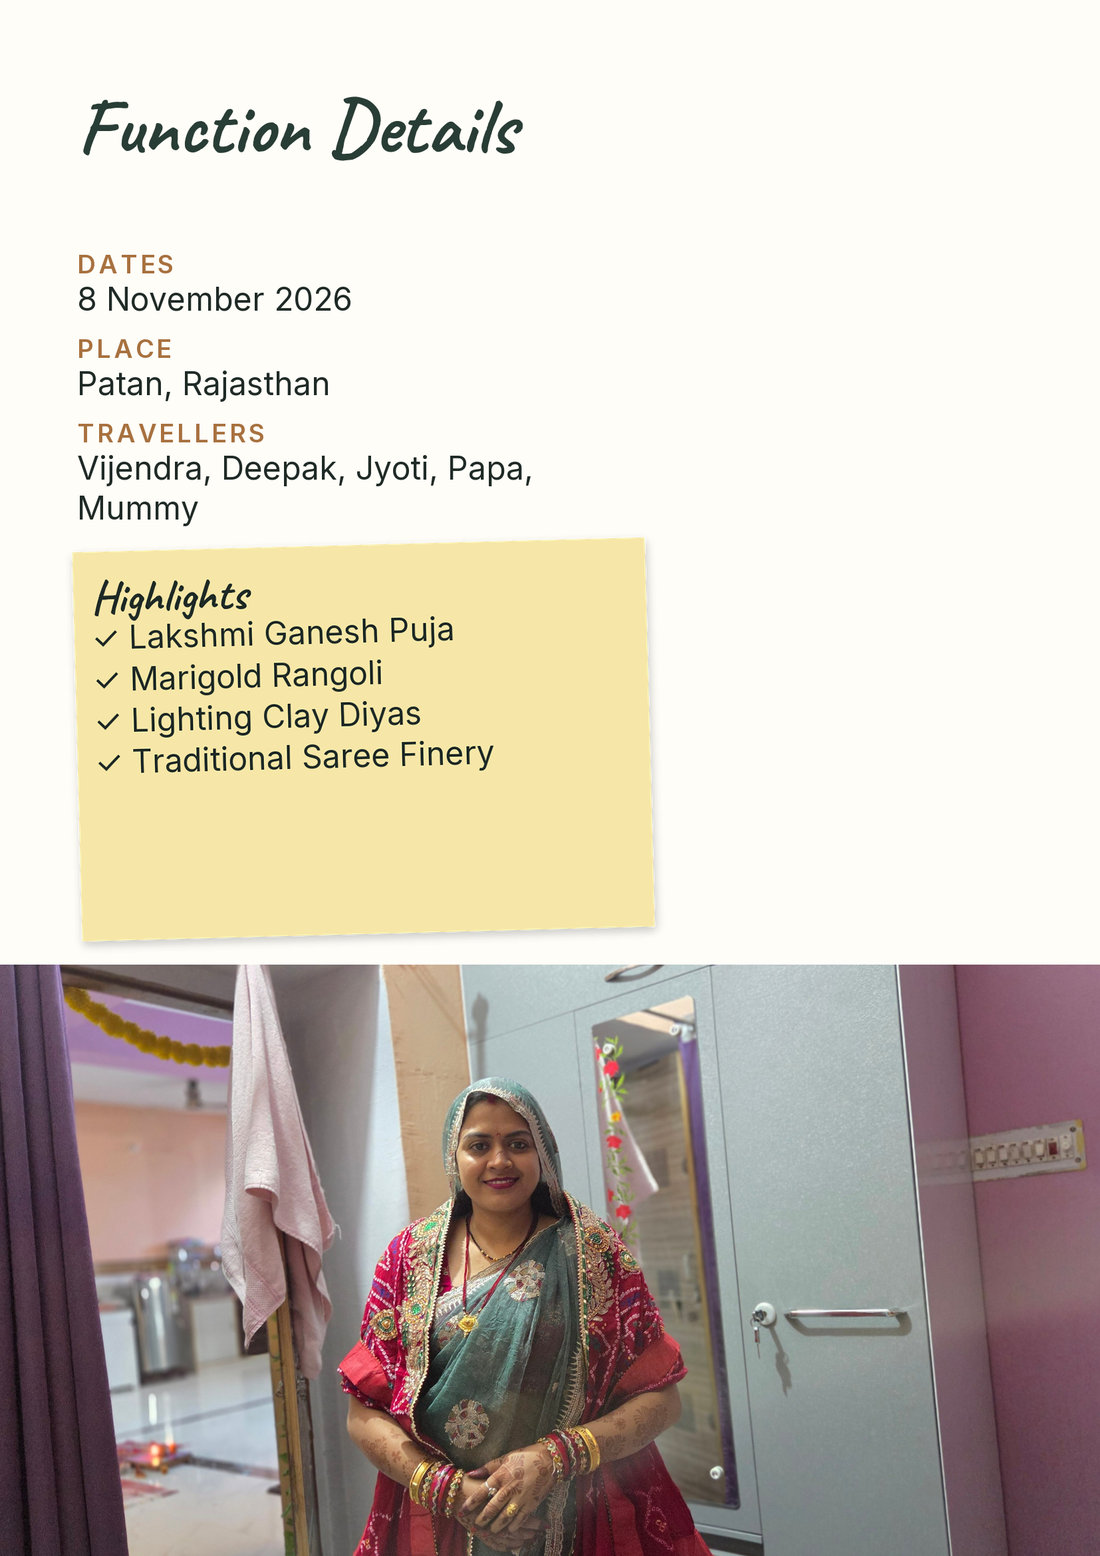 Function Details
DATES
8 November 2026
PLACE
Patan, Rajasthan
TRAVELLERS
Vijendra, Deepak, Jyoti, Papa,
Mummy
Highlights
✓ Lakshmi Ganesh Puja
✓ Marigold Rangoli
✓ Lighting Clay Diyas
✓ Traditional Saree Finery